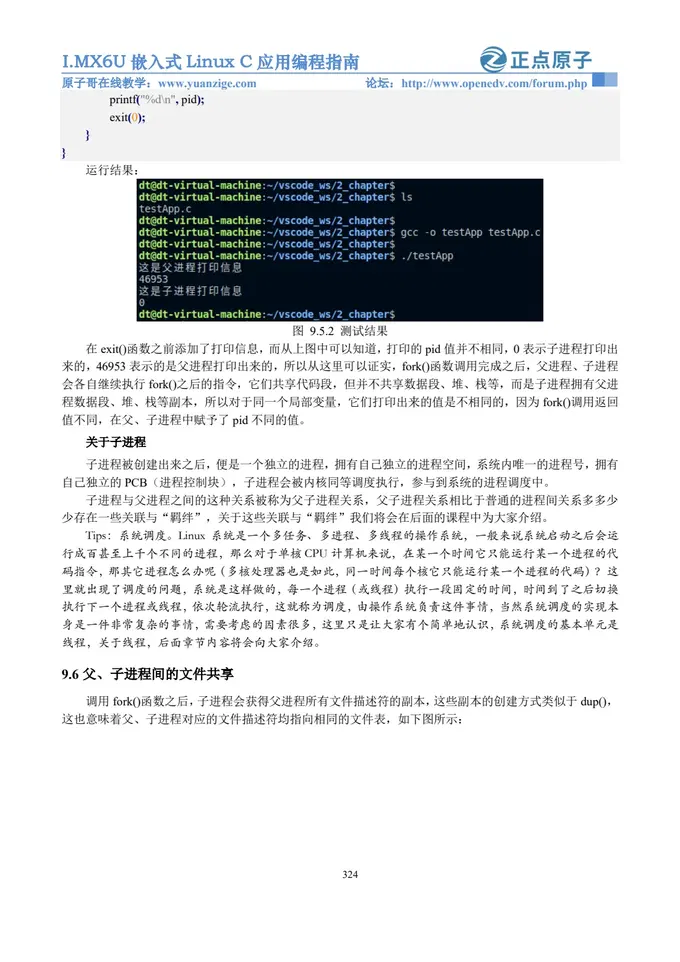 I.MX6U 嵌入式 Linux C 应用编程指南
正点原子
原子哥在线教学：www.yuanzige.com 论坛：http://www.openedv.com/forum.php
printf("%d\n", pid);
exit(0);
}
}
运行结果：
dt@dt-virtual-machine:~/vscode_ws/2_chapter$
dt@dt-virtual-machine:~/vscode_ws/2_chapter$ ls
testApp.c
dt@dt-virtual-machine:~/vscode_ws/2_chapter$
dt@dt-virtual-machine:~/vscode_ws/2_chapter$ gcc -o testApp testApp.c
dt@dt-virtual-machine:~/vscode_ws/2_chapter$
dt@dt-virtual-machine:~/vscode_ws/2_chapter$ ./testApp
这是父进程打印信息
46953
这是子进程打印信息
0
dt@dt-virtual-machine:~/vscode_ws/2_chapter$
图 9.5.2 测试结果
在 exit()函数之前添加了打印信息，而从上图中可以知道，打印的 pid 值并不相同，0 表示子进程打印出
来的，46953 表示的是父进程打印出来的，所以从这里可以证实，fork()函数调用完成之后，父进程、子进程
会各自继续执行 fork()之后的指令，它们共享代码段，但并不共享数据段、堆、栈等，而是子进程拥有父进
程数据段、堆、栈等副本，所以对于同一个局部变量，它们打印出来的值是不相同的，因为 fork()调用返回
值不同，在父、子进程中赋予了 pid 不同的值。
关于子进程
子进程被创建出来之后，便是一个独立的进程，拥有自己独立的进程空间，系统内唯一的进程号，拥有
自己独立的 PCB（进程控制块），子进程会被内核同等调度执行，参与到系统的进程调度中。
子进程与父进程之间的这种关系被称为父子进程关系，父子进程关系相比于普通的进程间关系多多少
少存在一些关联与“羁绊”，关于这些关联与“羁绊”我们将会在后面的课程中为大家介绍。
Tips：系统调度。Linux 系统是一个多任务、多进程、多线程的操作系统，一般来说系统启动之后会运
行成百甚至上千个不同的进程，那么对于单核 CPU 计算机来说，在某一个时间它只能运行某一个进程的代
码指令，那其它进程怎么办呢（多核处理器也是如此，同一时间每个核它只能运行某一个进程的代码）？这
里就出现了调度的问题，系统是这样做的，每一个进程（或线程）执行一段固定的时间，时间到了之后切换
执行下一个进程或线程，依次轮流执行，这就称为调度，由操作系统负责这件事情，当然系统调度的实现本
身是一件非常复杂的事情，需要考虑的因素很多，这里只是让大家有个简单地认识，系统调度的基本单元是
线程，关于线程，后面章节内容将会向大家介绍。
9.6 父、子进程间的文件共享
调用 fork()函数之后，子进程会获得父进程所有文件描述符的副本，这些副本的创建方式类似于 dup()，
这也意味着父、子进程对应的文件描述符均指向相同的文件表，如下图所示：
324